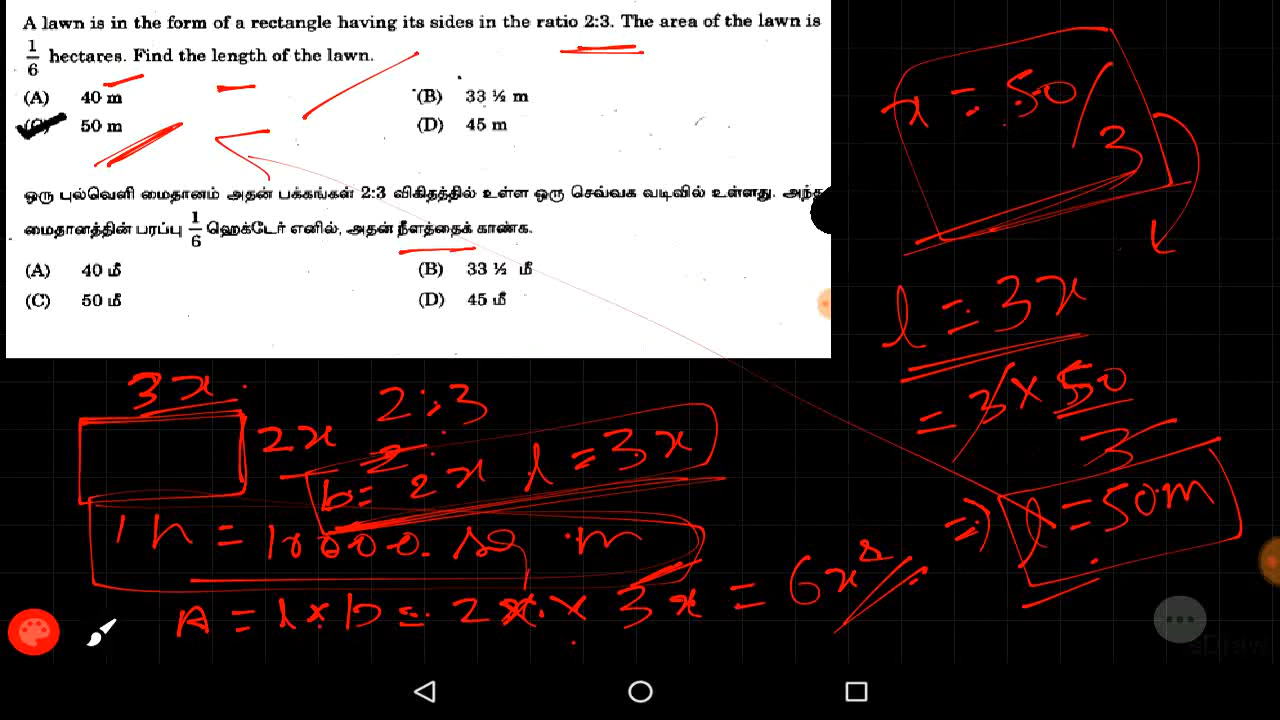 A lawn is in the form of a rectangle having its sides in the ratio 2:3. The area of the lawn is
1/6 hectares. Find the length of the lawn.
(A) 40 m (B) 33 ⅓ m
(C) 50 m (D) 45 m
ஒரு புல்வெளி மைதானம் அதன் பக்கங்கள் 2:3 விகிதத்தில் உள்ள ஒரு செவ்வக வடிவில் உள்ளது. அந்த
மைதானத்தின் பரப்பு 1/6 ஹெக்டேர் எனில், அதன் நீளத்தைக் காண்க.
(A) 40 மீ (B) 33 ⅓ மீ
(C) 50 மீ (D) 45 மீ
3x
2x
2:3
b = 2x l = 3x
1h = 10000 sq m
A = l × b = 2x × 3x = 6x²
x = 50/3
l = 3x
= 3 × 50/3
⇒ l = 50m